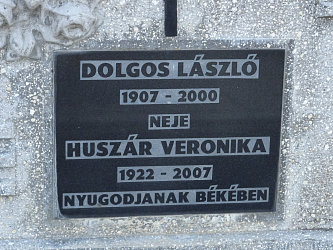 DOLGOS LÁSZLÓ
1907 - 2000
NEJE
HUSZÁR VERONIKA
1922 - 2007
NYUGODJANAK BÉKÉBEN